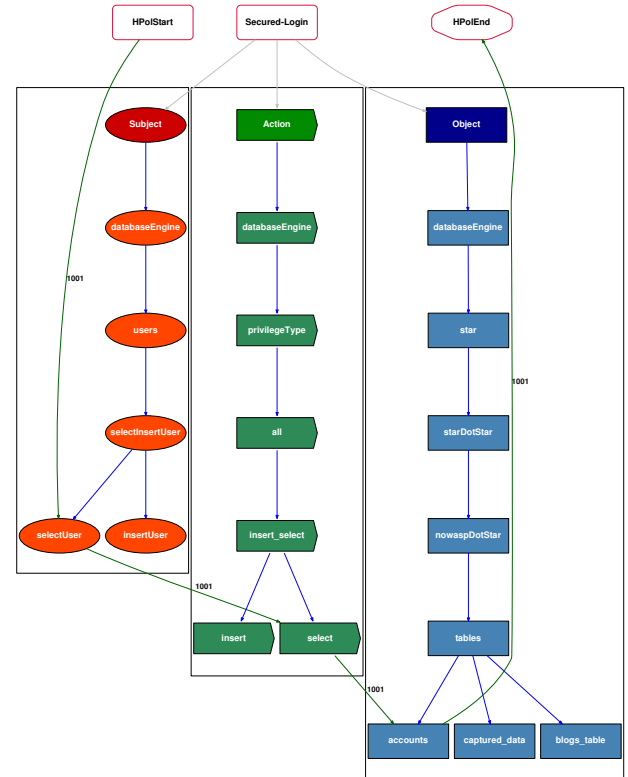 HPolStart
Secured-Login
HPolEnd
Subject
Action
Object
databaseEngine
databaseEngine
databaseEngine
1001
users
privilegeType
star
1001
selectInsertUser
all
starDotStar
selectUser
insertUser
insert_select
nowaspDotStar
1001
insert
select
tables
1001
accounts
captured_data
blogs_table